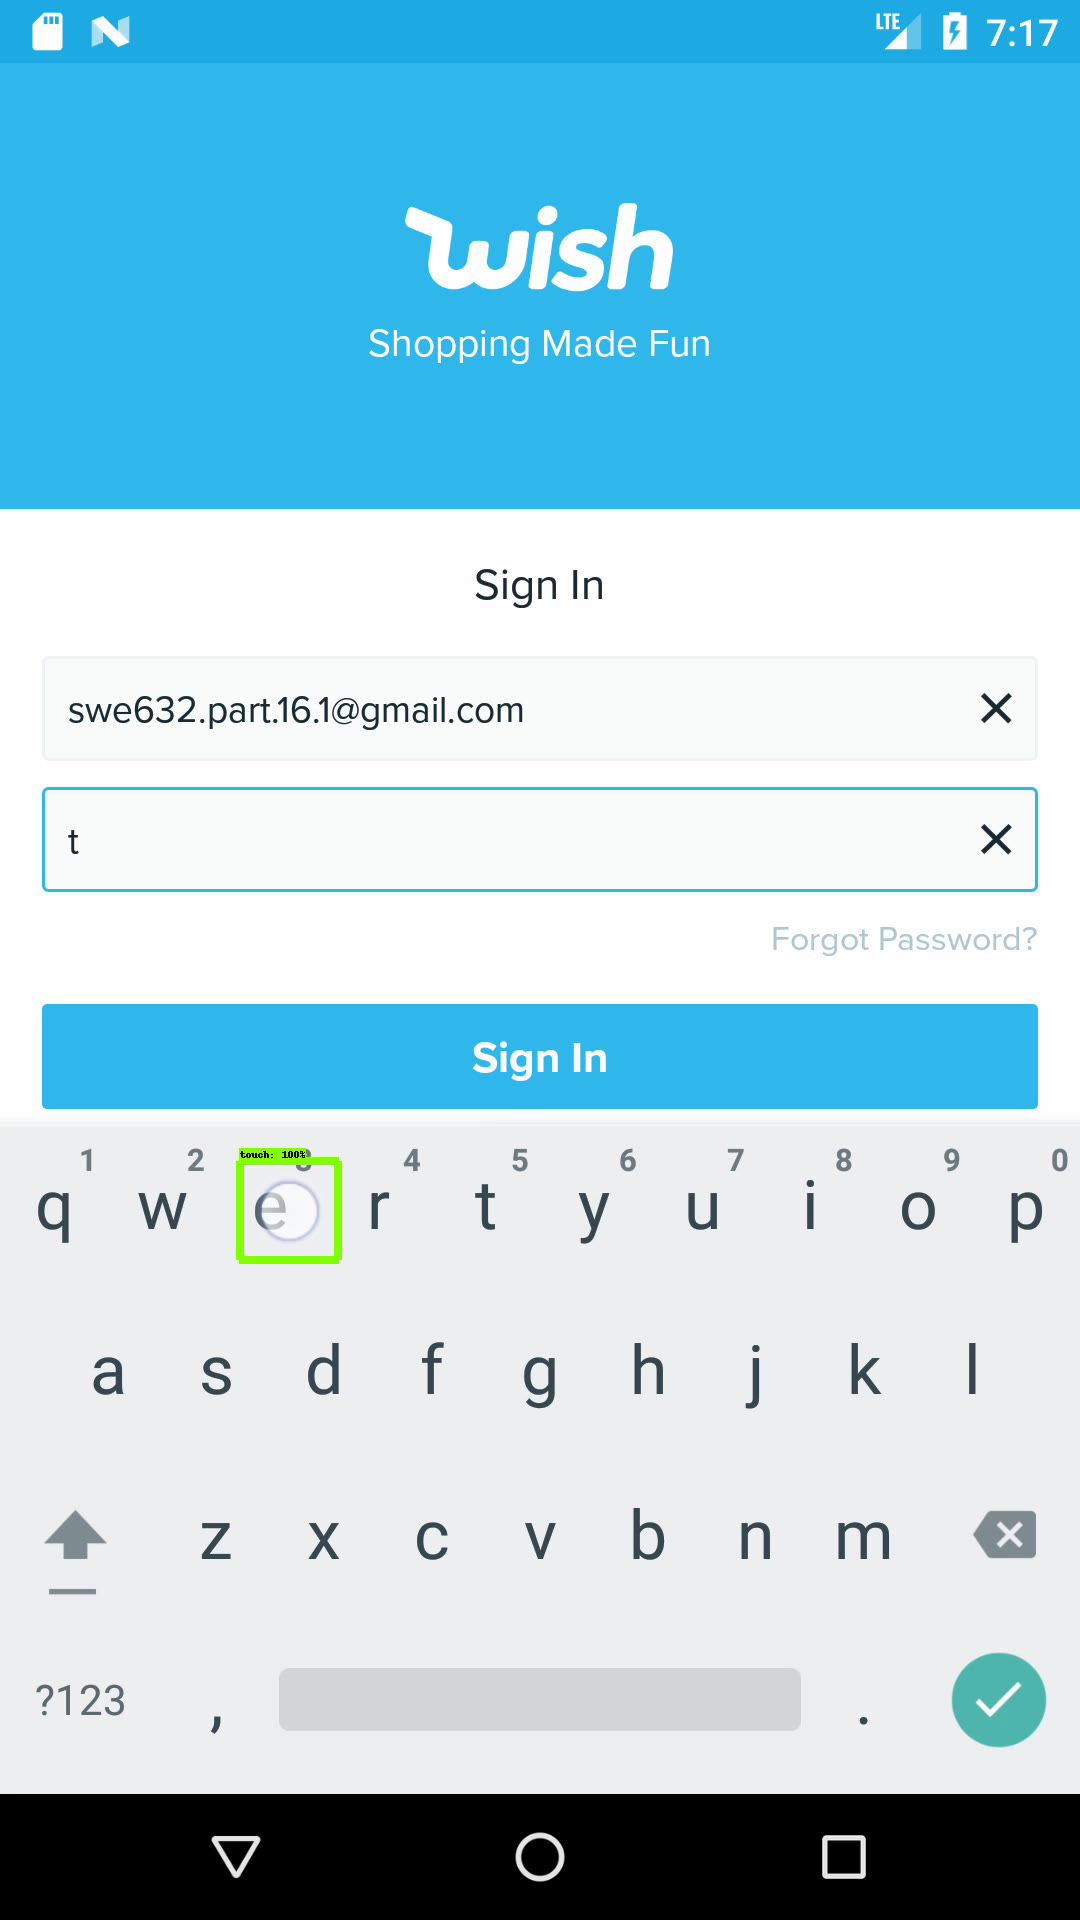 LTE 7:17
wish
Shopping Made Fun
Sign In
swe632.part.16.1@gmail.com
t
Forgot Password?
Sign In
touch: 100%
1 2 3 4 5 6 7 8 9 0
q w e r t y u i o p
a s d f g h j k l
z x c v b n m
?123 , .